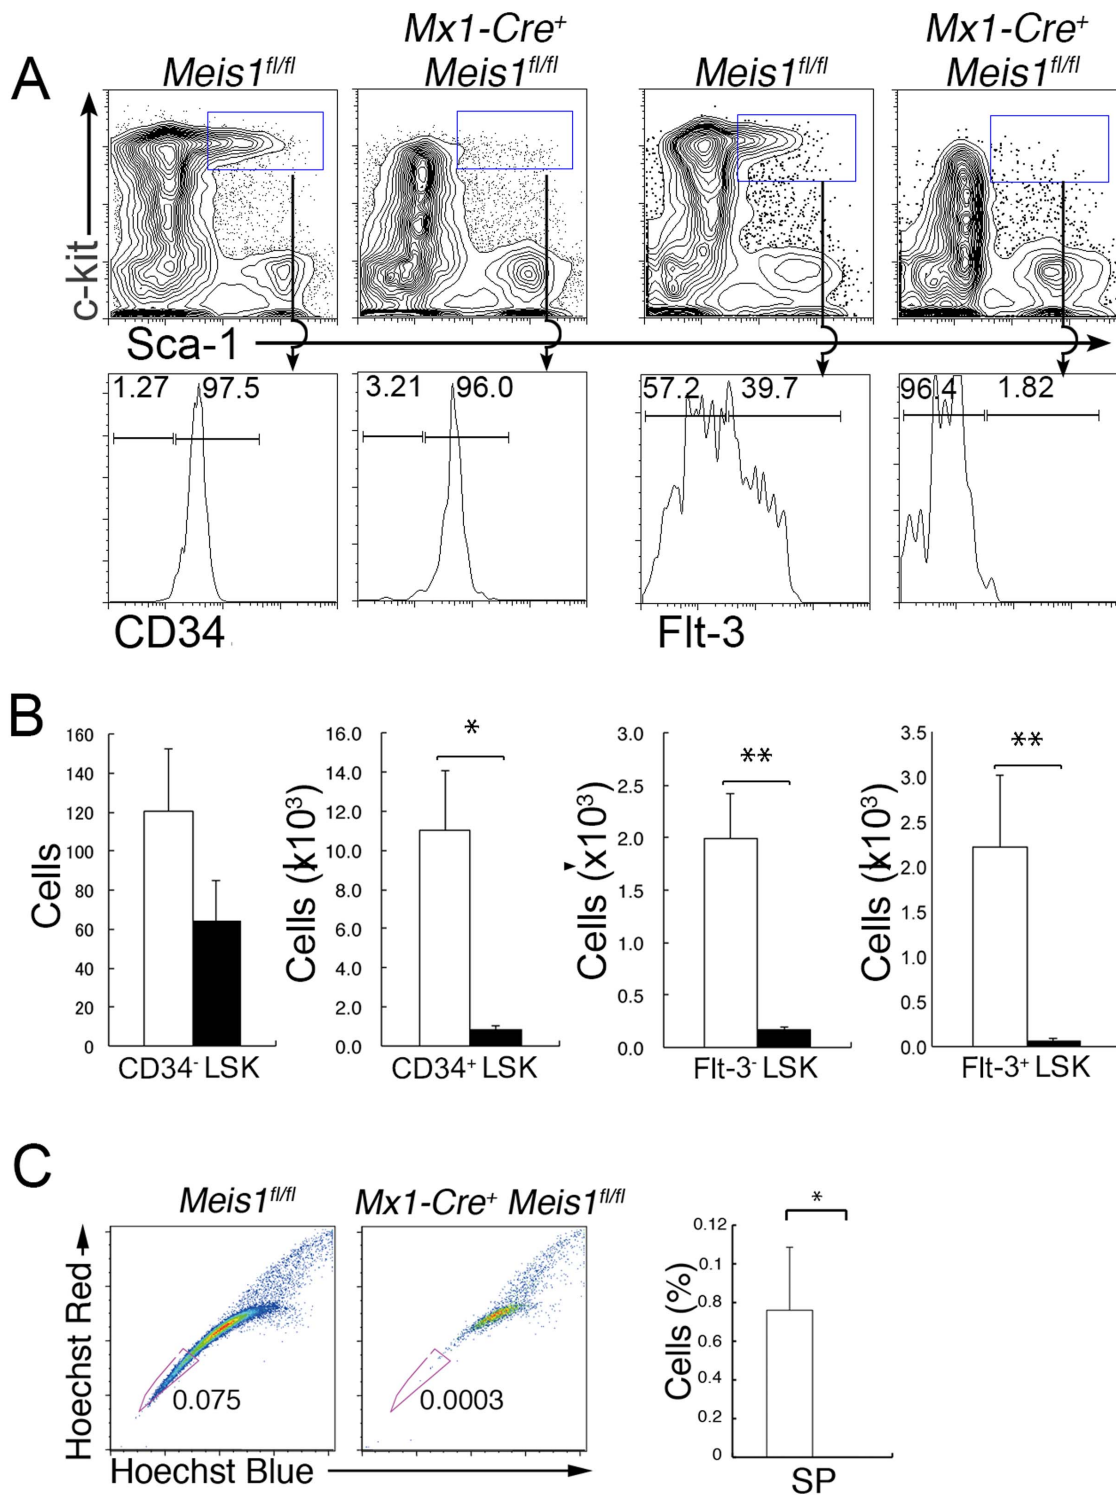 A
Meis1fl/fl
Mx1-Cre+
Meis1fl/fl
Meis1fl/fl
Mx1-Cre+
Meis1fl/fl
c-kit
Sca-1
1.27 97.5
3.21 96.0
57.2 39.7
96.4 1.82
CD34
Flt-3
B
Cells
160
140
120
100
80
60
40
20
0
CD34- LSK
*
Cells (x103)
16.0
14.0
12.0
10.0
8.0
6.0
4.0
2.0
0.0
CD34+ LSK
**
Cells (x103)
3.0
2.5
2.0
1.5
1.0
0.5
0.0
Flt-3- LSK
**
Cells (x103)
3.5
3.0
2.5
2.0
1.5
1.0
0.5
0.0
Flt-3+ LSK
C
Meis1fl/fl
Mx1-Cre+ Meis1fl/fl
Hoechst Red
0.075
0.0003
Hoechst Blue
*
Cells (%)
0.12
0.1
0.8
0.6
0.4
0.2
0
SP